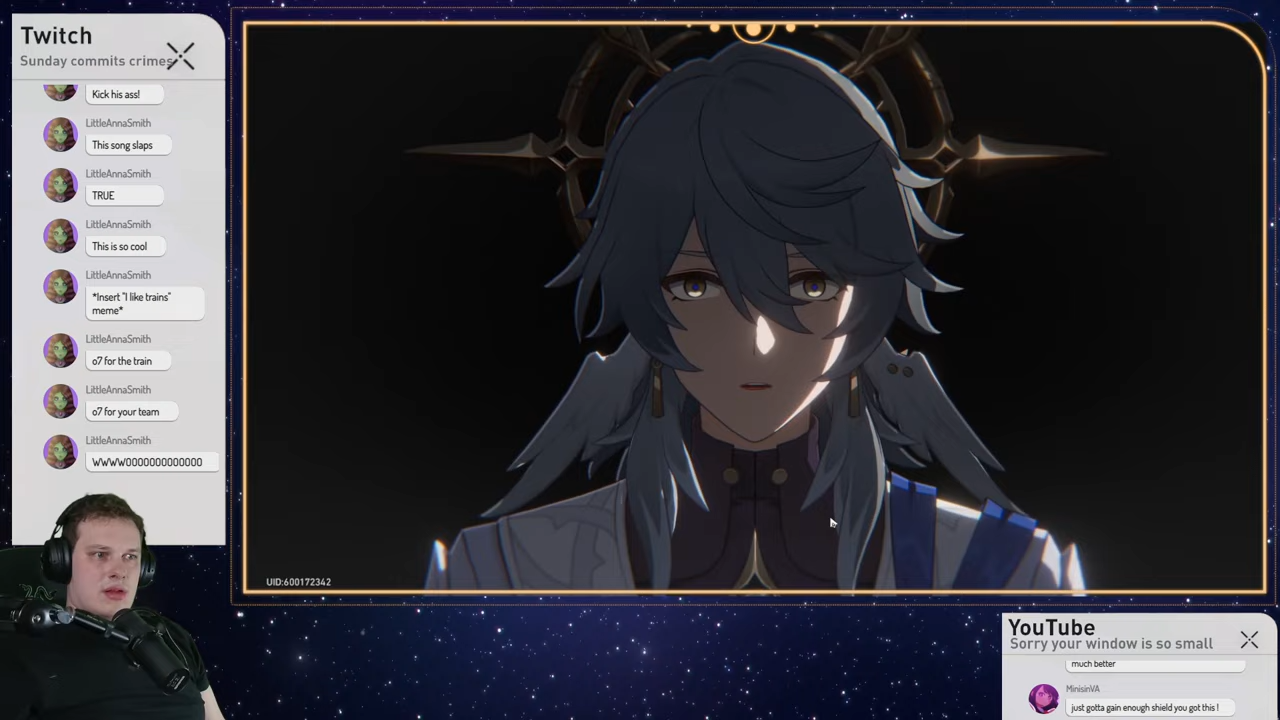 Twitch
Sunday commits crimes
Kick his ass!
LittleAnnaSmith
This song slaps
LittleAnnaSmith
TRUE
LittleAnnaSmith
This is so cool
LittleAnnaSmith
*Insert "I like trains"
meme*
LittleAnnaSmith
o7 for the train
LittleAnnaSmith
o7 for your team
LittleAnnaSmith
WWWW0000000000000
UID:600172342
YouTube
Sorry your window is so small
much better
MinisinVA
just gotta gain enough shield you got this !